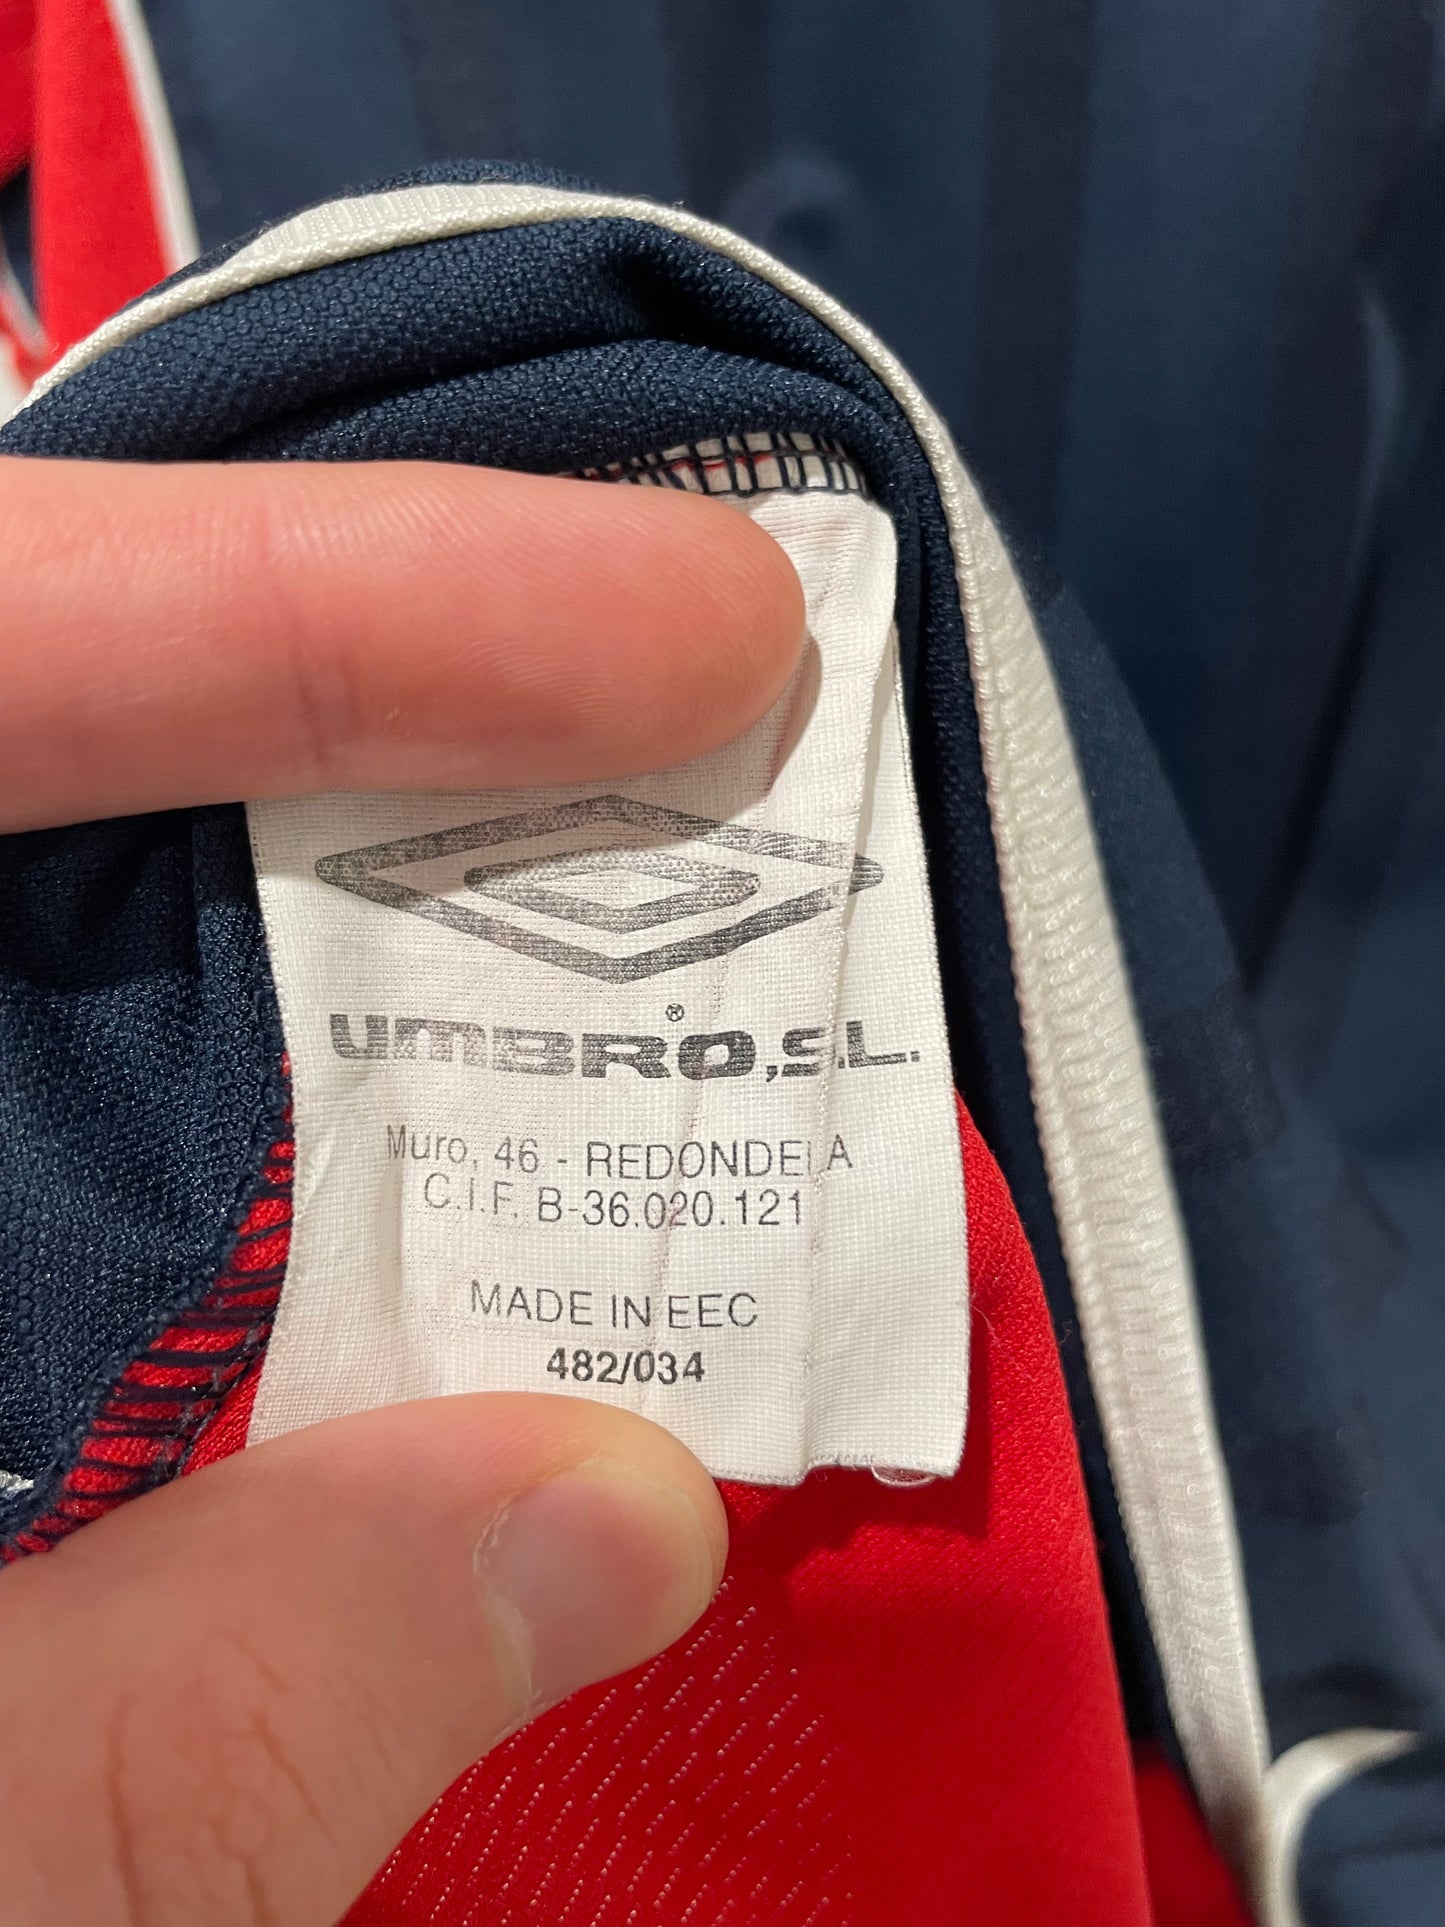 UMBRO®, S.L.
Muro, 46 - REDONDELA
C.I.F. B-36.020.121
MADE IN EEC
482/034